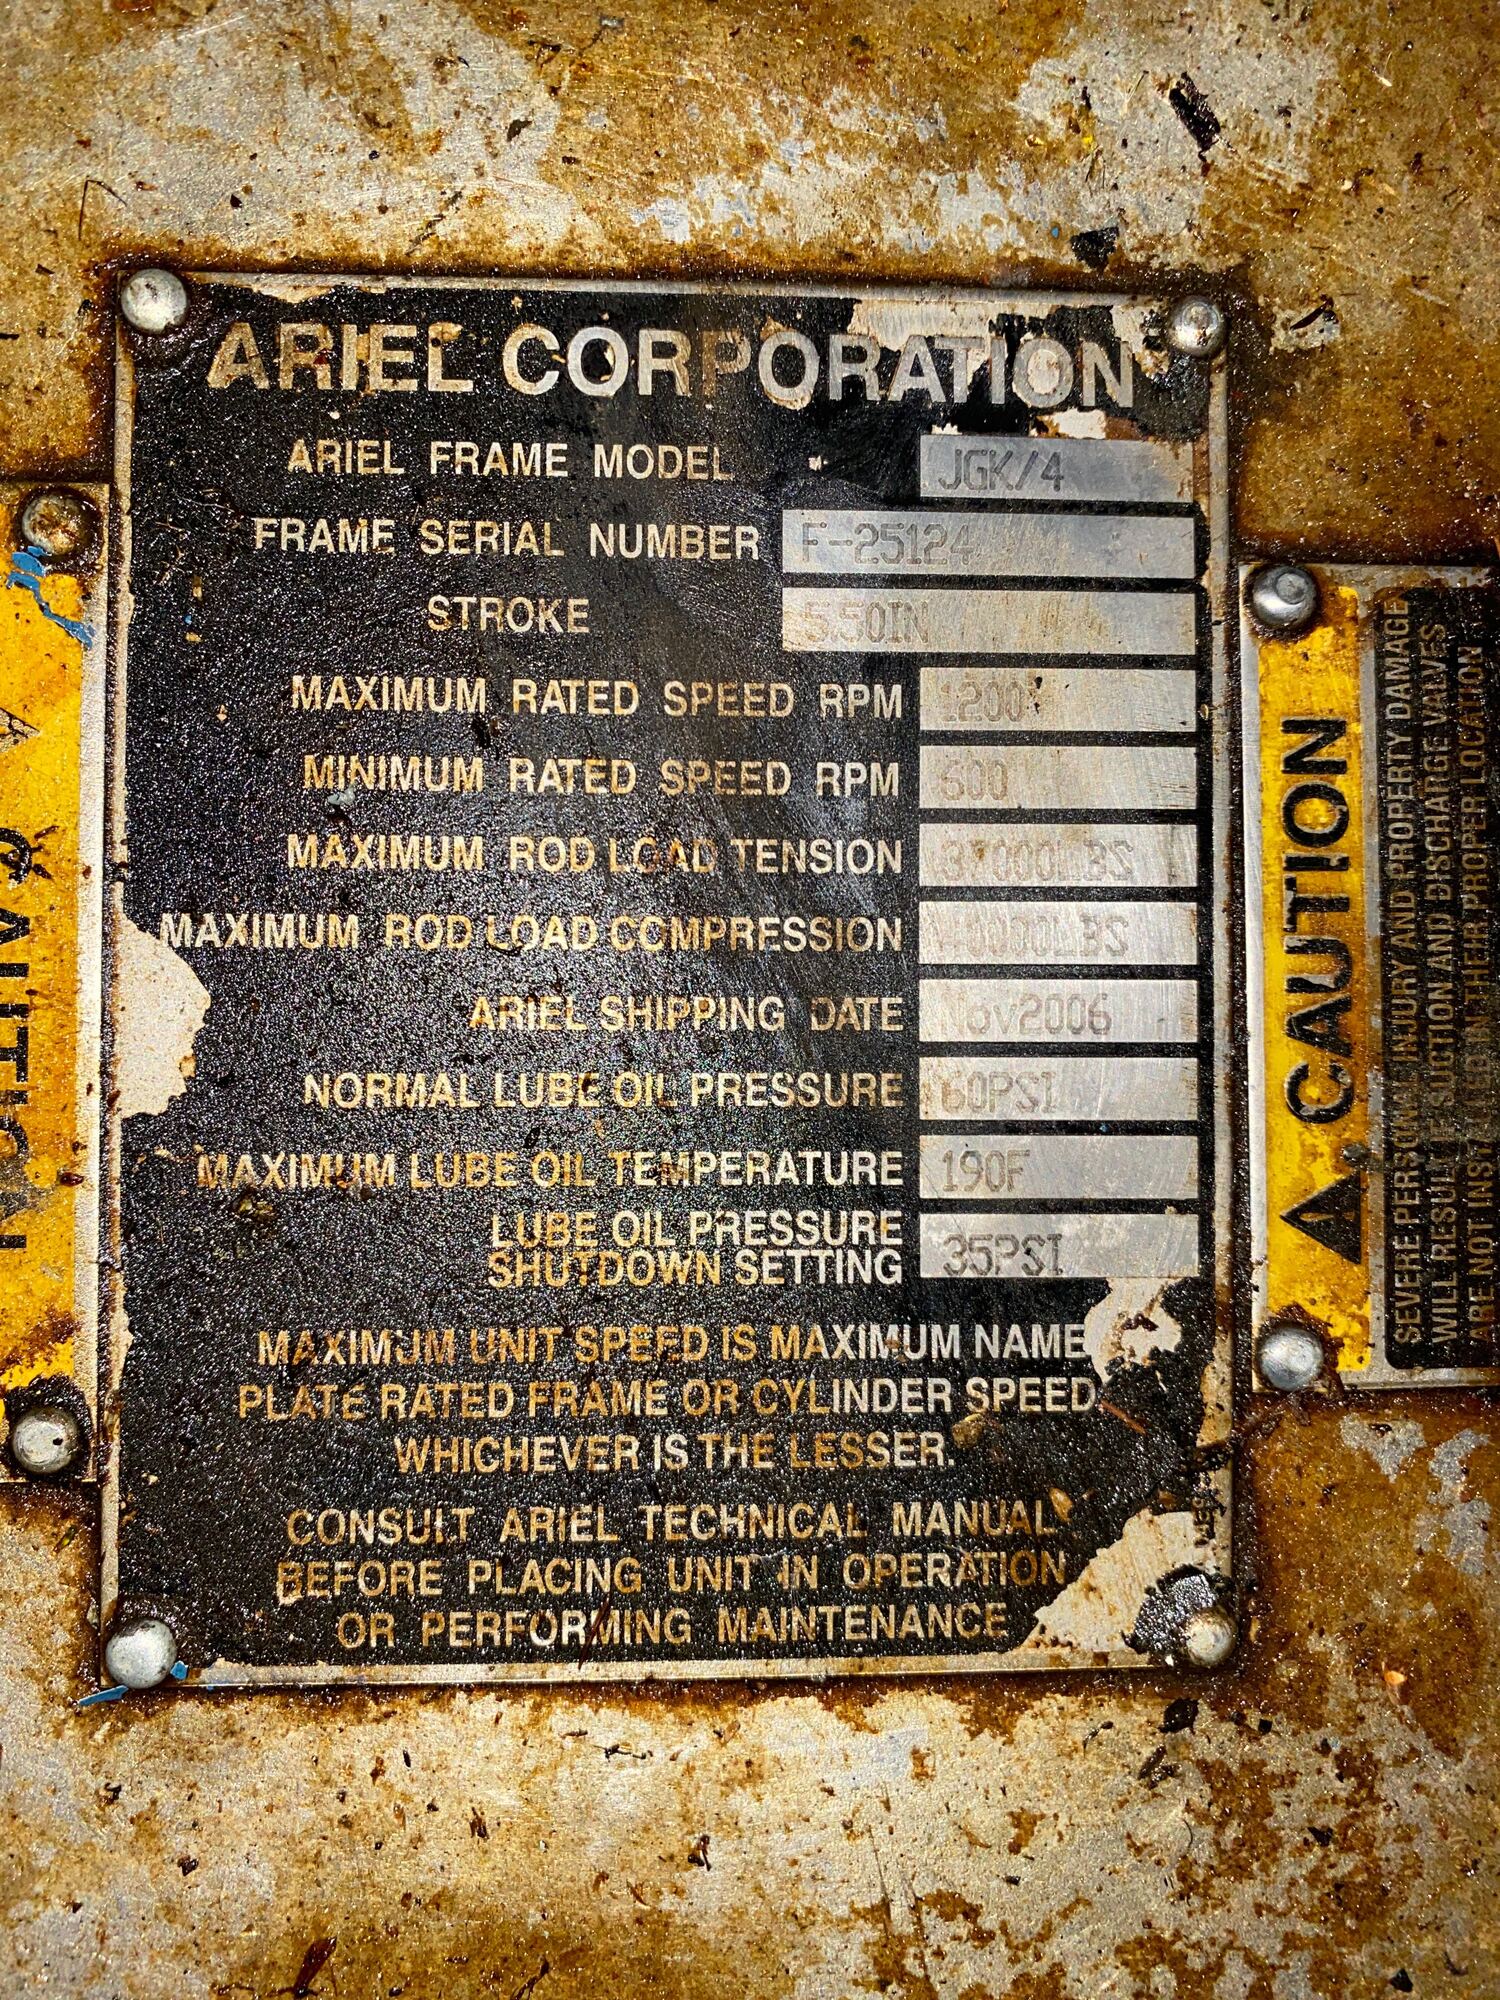 ARIEL CORPORATION
ARIEL FRAME MODEL JGK/4
FRAME SERIAL NUMBER F-25124
STROKE 5.50IN
MAXIMUM RATED SPEED RPM 1200
MINIMUM RATED SPEED RPM 600
MAXIMUM ROD LOAD TENSION 37000LBS
MAXIMUM ROD LOAD COMPRESSION
ARIEL SHIPPING DATE Nov2006
NORMAL LUBE OIL PRESSURE 60PSI
MAXIMUM LUBE OIL TEMPERATURE 190F
LUBE OIL PRESSURE
SHUTDOWN SETTING 35PSI
MAXIMUM UNIT SPEED IS MAXIMUM NAME
PLATE RATED FRAME OR CYLINDER SPEED
WHICHEVER IS THE LESSER.
CONSULT ARIEL TECHNICAL MANUAL
BEFORE PLACING UNIT IN OPERATION
OR PERFORMING MAINTENANCE
CAUTION
SEVERE PERSONAL INJURY AND PROPERTY DAMAGE
WILL RESULT IF SUCTION AND DISCHARGE VALVES
ARE NOT INSTALLED IN THEIR PROPER LOCATION